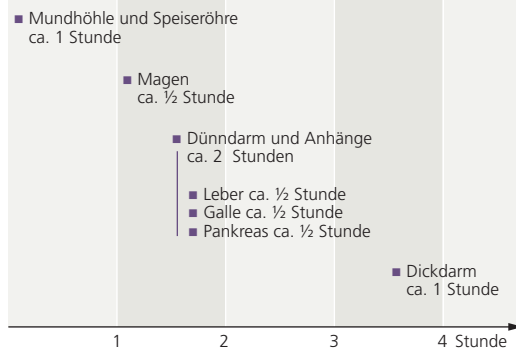 Mundhöhle und Speiseröhre
ca. 1 Stunde
Magen
ca. ½ Stunde
Dünndarm und Anhänge
ca. 2 Stunden
Leber ca. ½ Stunde
Galle ca. ½ Stunde
Pankreas ca. ½ Stunde
Dickdarm
ca. 1 Stunde
1 2 3 4 Stunde